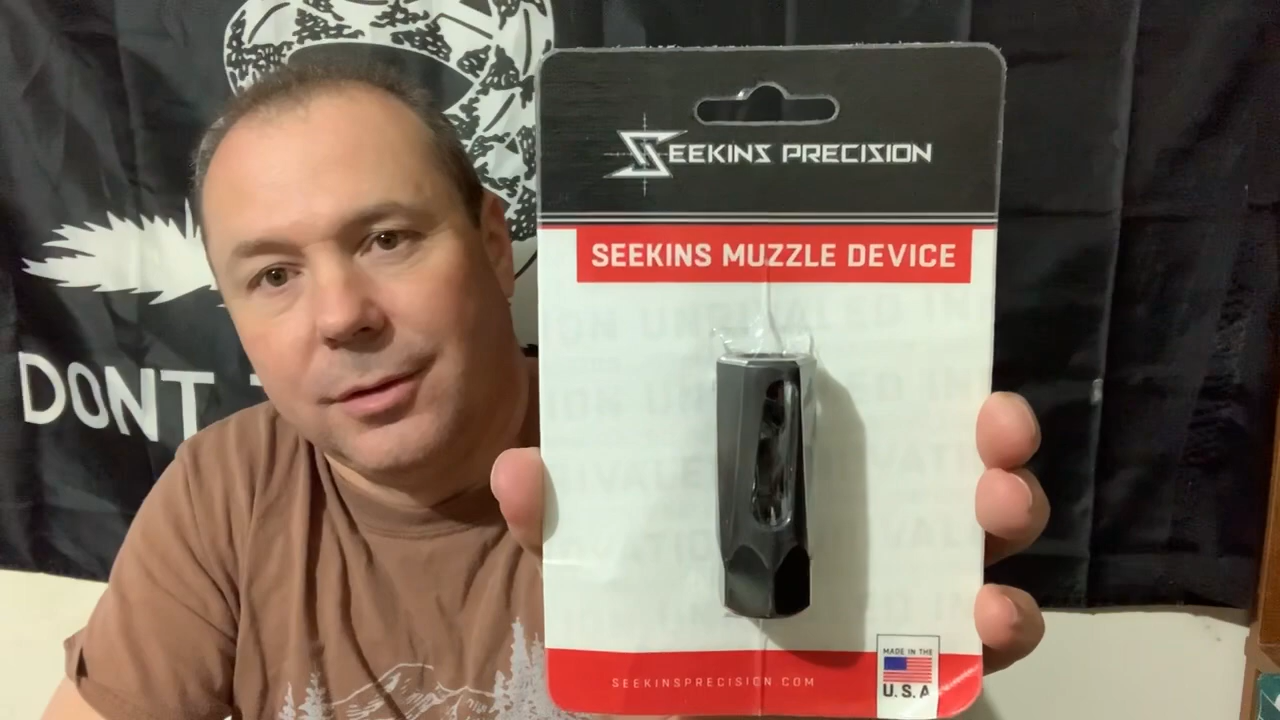 SEEKINS PRECISION
SEEKINS MUZZLE DEVICE
DONT
SEEKINSPRECISION.COM
MADE IN THE
U.S.A